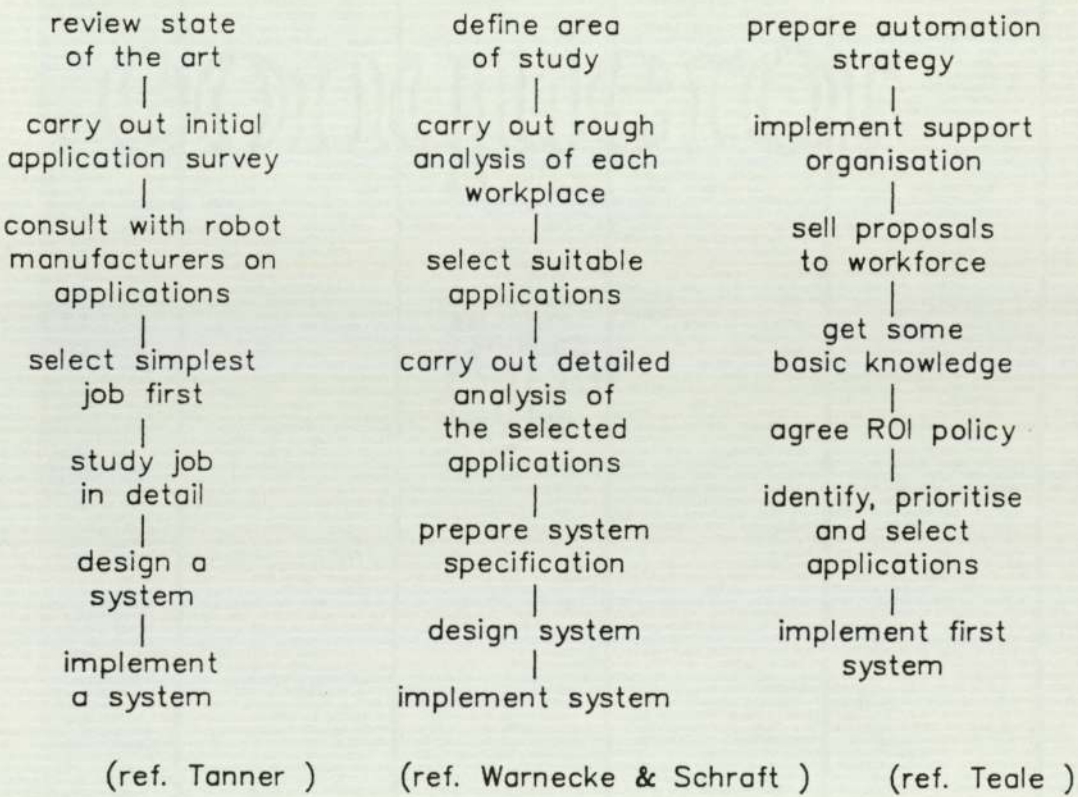 review state
of the art
carry out initial
application survey
consult with robot
manufacturers on
applications
select simplest
job first
study job
in detail
design a
system
implement
a system
(ref. Tanner )
define area
of study
carry out rough
analysis of each
workplace
select suitable
applications
carry out detailed
analysis of
the selected
applications
prepare system
specification
design system
implement system
(ref. Warnecke & Schraft )
prepare automation
strategy
implement support
organisation
sell proposals
to workforce
get some
basic knowledge
agree ROI policy
identify, prioritise
and select
applications
implement first
system
(ref. Teale )